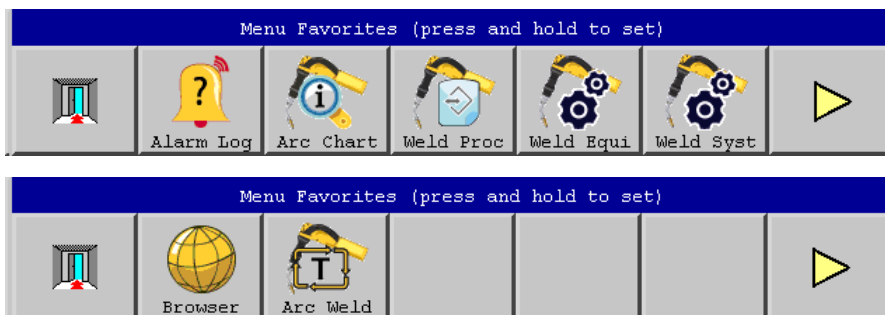 Menu Favorites (press and hold to set)
?
i
Alarm Log Arc Chart Weld Proc Weld Equi Weld Syst
Menu Favorites (press and hold to set)
T
Browser Arc Weld